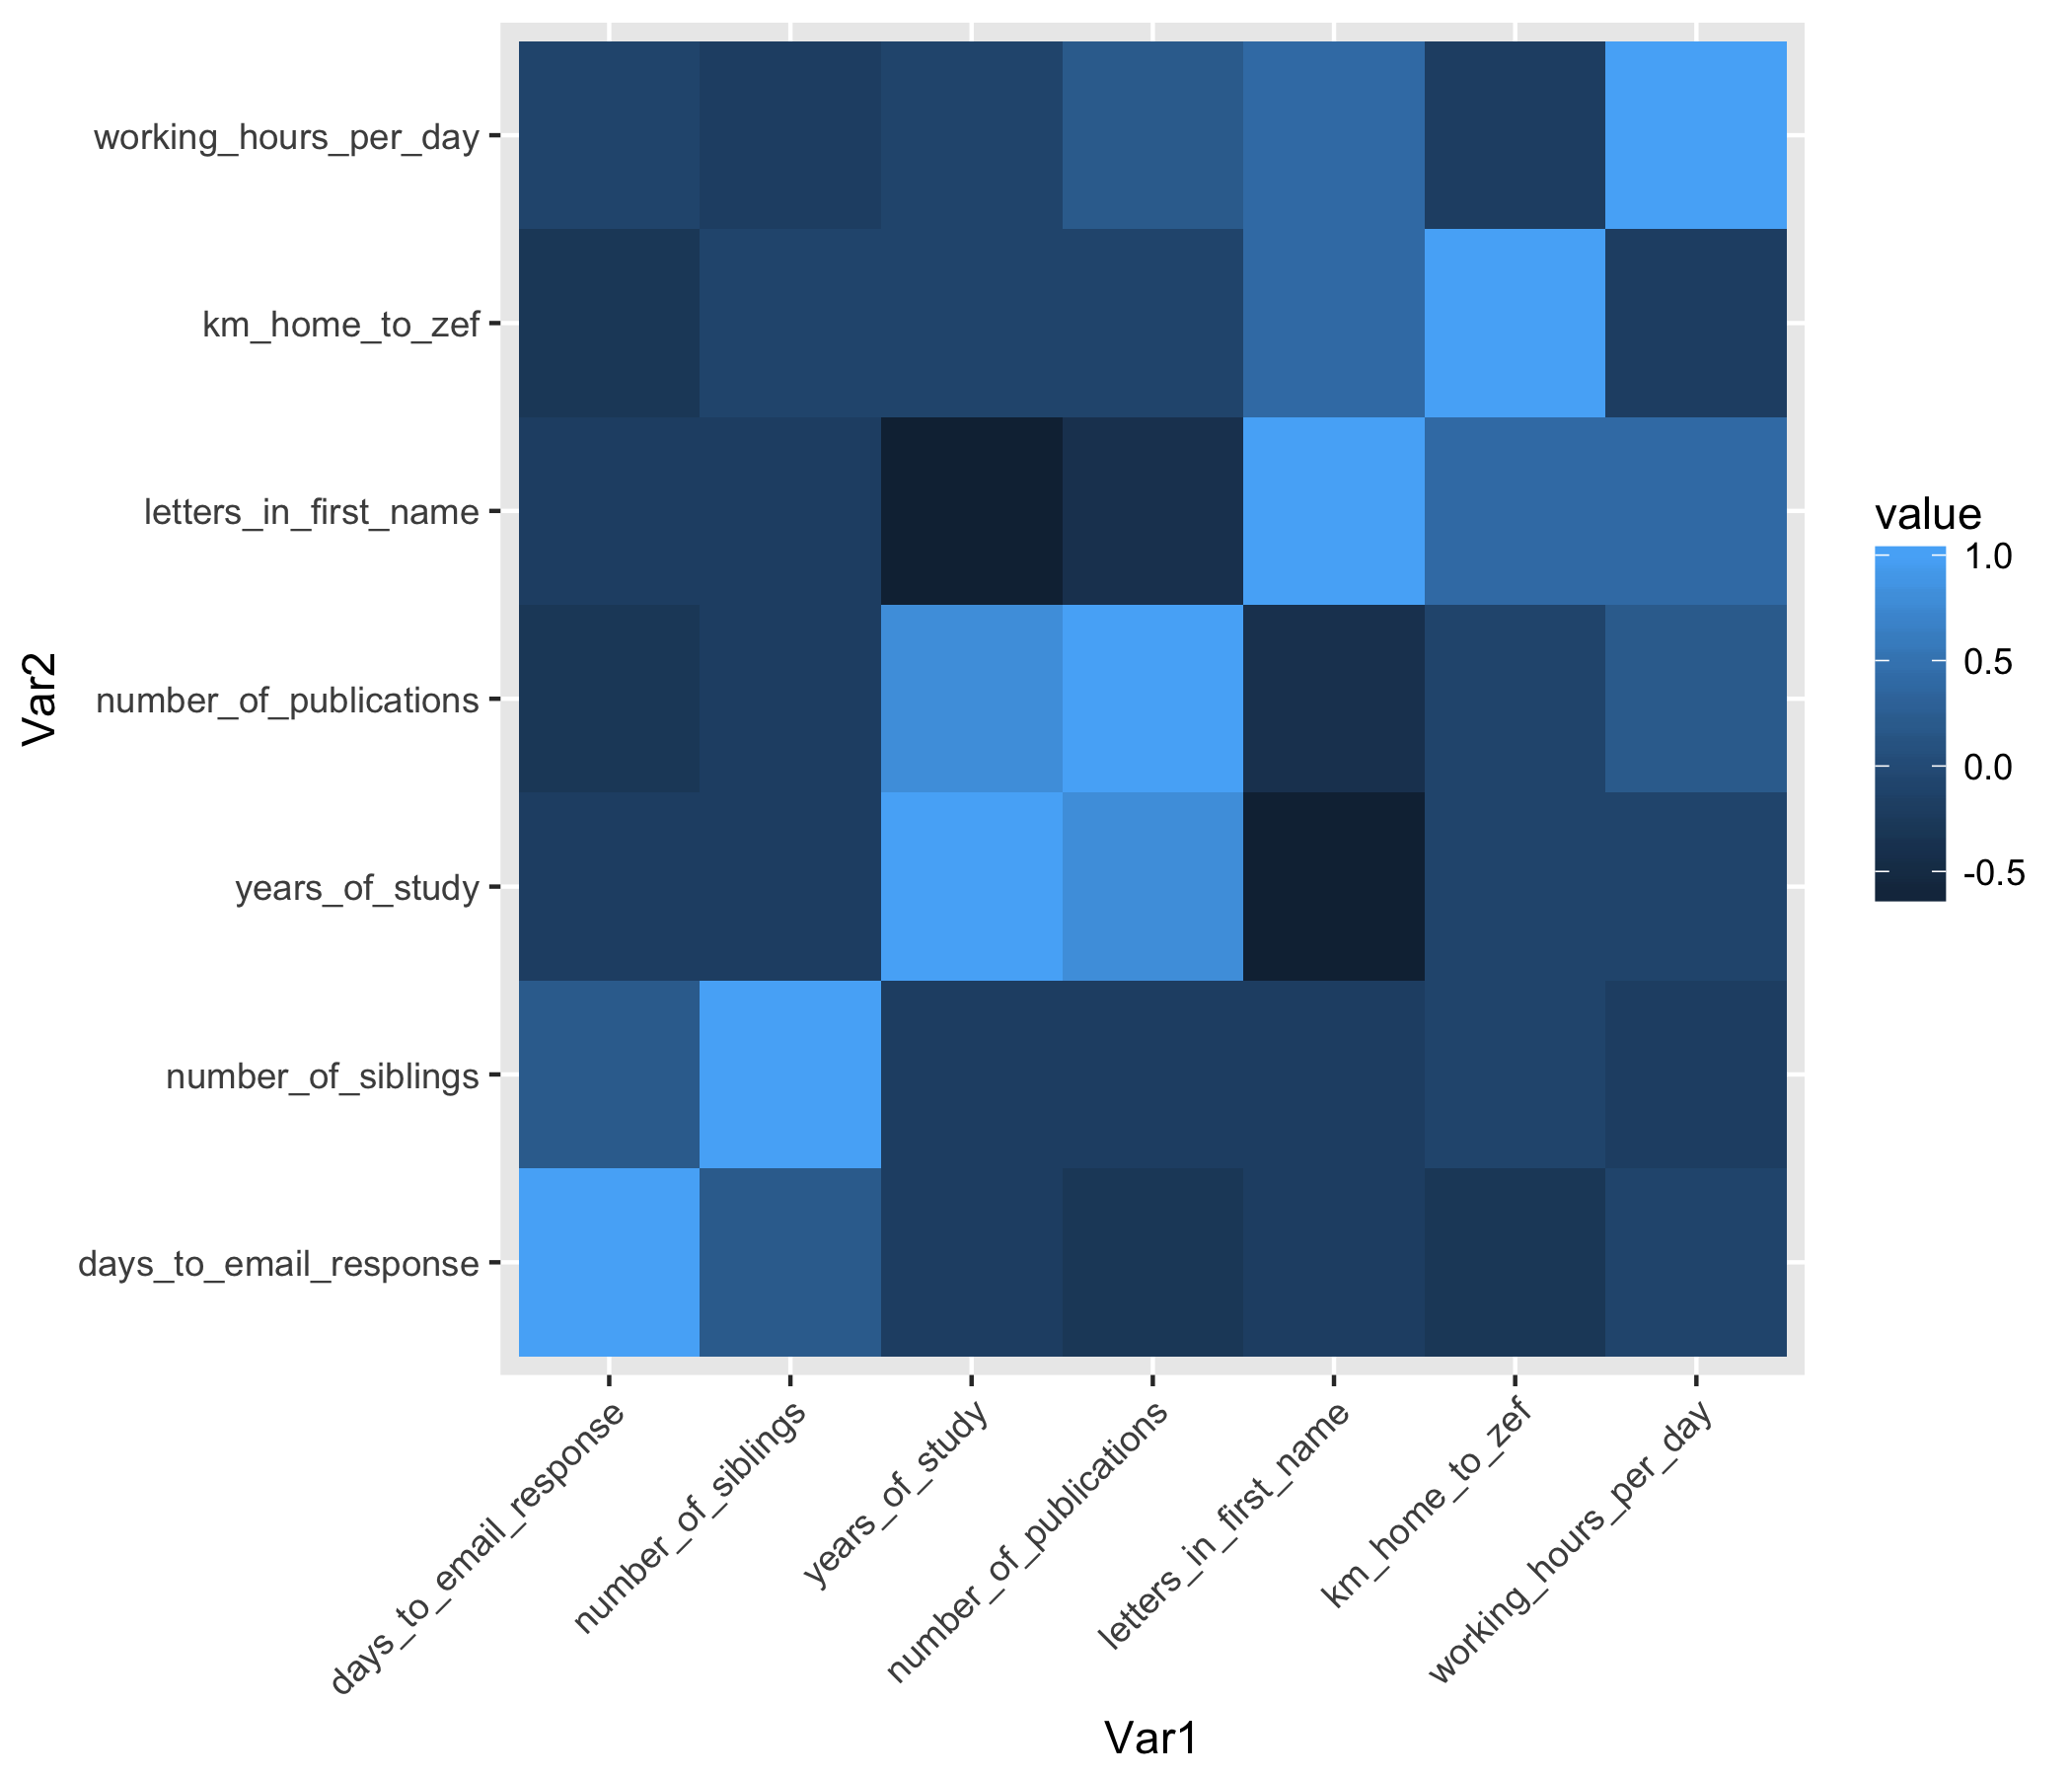 working_hours_per_day
km_home_to_zef
letters_in_first_name
number_of_publications
years_of_study
number_of_siblings
days_to_email_response
Var2
days_to_email_response
number_of_siblings
years_of_study
number_of_publications
letters_in_first_name
km_home_to_zef
working_hours_per_day
Var1
value
1.0
0.5
0.0
-0.5